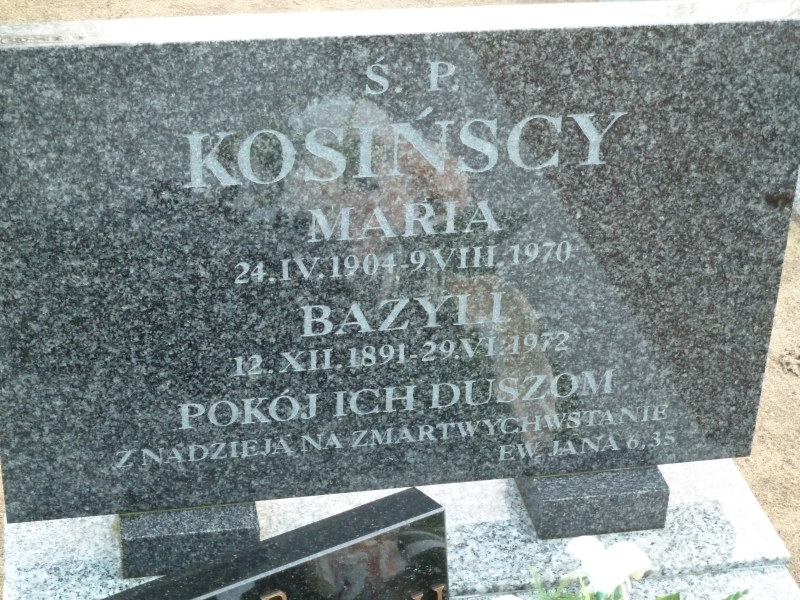 Ś. P.
KOSIŃSCY
MARIA
24.IV.1904-9.VIII.1970
BAZYLI
12.XII.1891-29.VI.1972
POKÓJ ICH DUSZOM
Z NADZIEJĄ NA ZMARTWYCHWSTANIE
EW. JANA 6,35